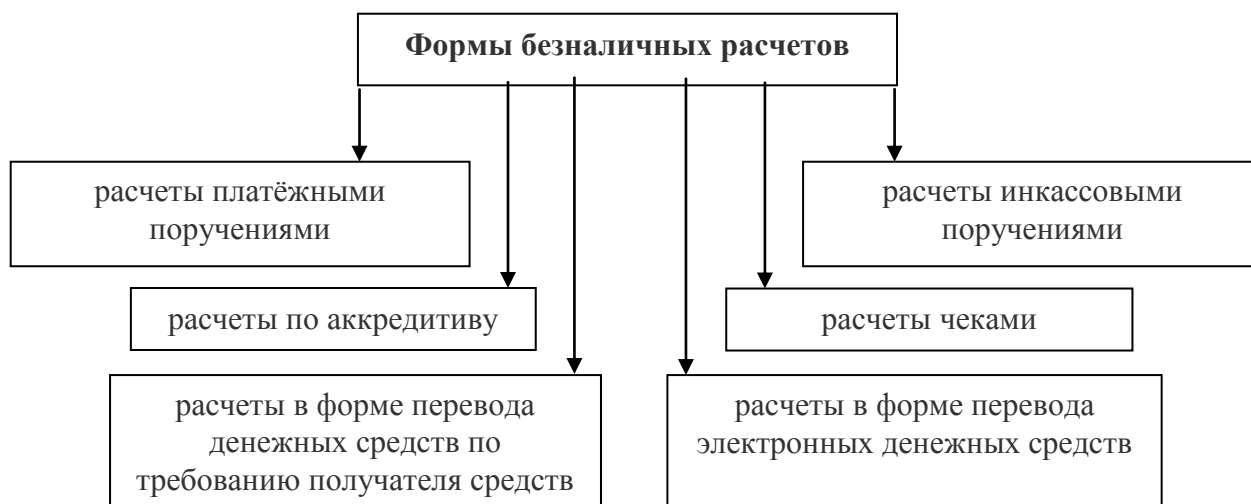 Формы безналичных расчетов
расчеты платёжными
поручениями
расчеты инкассовыми
поручениями
расчеты по аккредитиву
расчеты чеками
расчеты в форме перевода
денежных средств по
требованию получателя средств
расчеты в форме перевода
электронных денежных средств